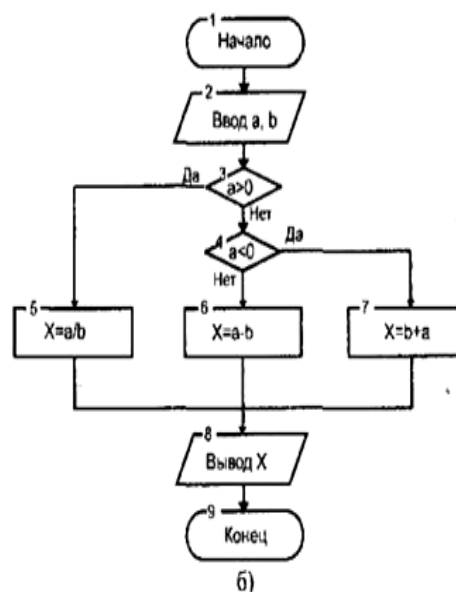 1
Начало
2
Ввод a, b
Да
3
a>0
Нет
4
a<0
Да
Нет
5
X=a/b
6
X=a-b
7
X=b+a
8
Вывод X
9
Конец
б)